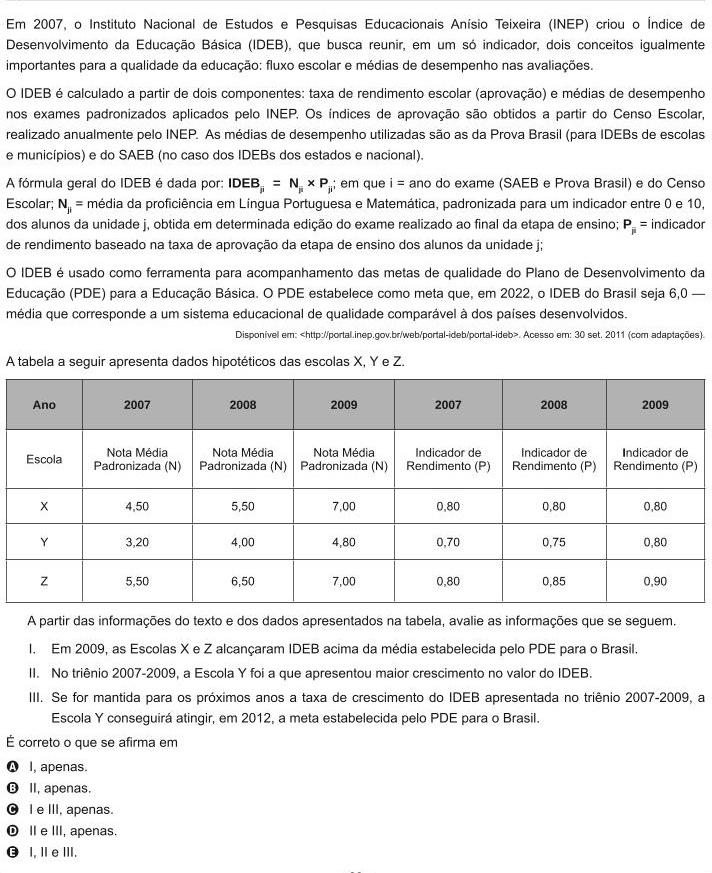 Em 2007, o Instituto Nacional de Estudos e Pesquisas Educacionais Anísio Teixeira (INEP) criou o Índice de
Desenvolvimento da Educação Básica (IDEB), que busca reunir, em um só indicador, dois conceitos igualmente
importantes para a qualidade da educação: fluxo escolar e médias de desempenho nas avaliações.
O IDEB é calculado a partir de dois componentes: taxa de rendimento escolar (aprovação) e médias de desempenho
nos exames padronizados aplicados pelo INEP. Os índices de aprovação são obtidos a partir do Censo Escolar,
realizado anualmente pelo INEP. As médias de desempenho utilizadas são as da Prova Brasil (para IDEBs de escolas
e municípios) e do SAEB (no caso dos IDEBs dos estados e nacional).
A fórmula geral do IDEB é dada por: IDEBji = Nji × Pji; em que i = ano do exame (SAEB e Prova Brasil) e do Censo
Escolar; Nji = média da proficiência em Língua Portuguesa e Matemática, padronizada para um indicador entre 0 e 10,
dos alunos da unidade j, obtida em determinada edição do exame realizado ao final da etapa de ensino; Pji = indicador
de rendimento baseado na taxa de aprovação da etapa de ensino dos alunos da unidade j;
O IDEB é usado como ferramenta para acompanhamento das metas de qualidade do Plano de Desenvolvimento da
Educação (PDE) para a Educação Básica. O PDE estabelece como meta que, em 2022, o IDEB do Brasil seja 6,0 —
média que corresponde a um sistema educacional de qualidade comparável à dos países desenvolvidos.
Disponível em: <http://portal.inep.gov.br/web/portal-ideb/portal-ideb>. Acesso em: 30 set. 2011 (com adaptações).
A tabela a seguir apresenta dados hipotéticos das escolas X, Y e Z.
Ano 2007 2008 2009 2007 2008 2009
Escola Nota Média Padronizada (N) Nota Média Padronizada (N) Nota Média Padronizada (N) Indicador de Rendimento (P) Indicador de Rendimento (P) Indicador de Rendimento (P)
X 4,50 5,50 7,00 0,80 0,80 0,80
Y 3,20 4,00 4,80 0,70 0,75 0,80
Z 5,50 6,50 7,00 0,80 0,85 0,90
A partir das informações do texto e dos dados apresentados na tabela, avalie as informações que se seguem.
I. Em 2009, as Escolas X e Z alcançaram IDEB acima da média estabelecida pelo PDE para o Brasil.
II. No triênio 2007-2009, a Escola Y foi a que apresentou maior crescimento no valor do IDEB.
III. Se for mantida para os próximos anos a taxa de crescimento do IDEB apresentada no triênio 2007-2009, a
Escola Y conseguirá atingir, em 2012, a meta estabelecida pelo PDE para o Brasil.
É correto o que se afirma em
A I, apenas.
B II, apenas.
C I e III, apenas.
D II e III, apenas.
E I, II e III.